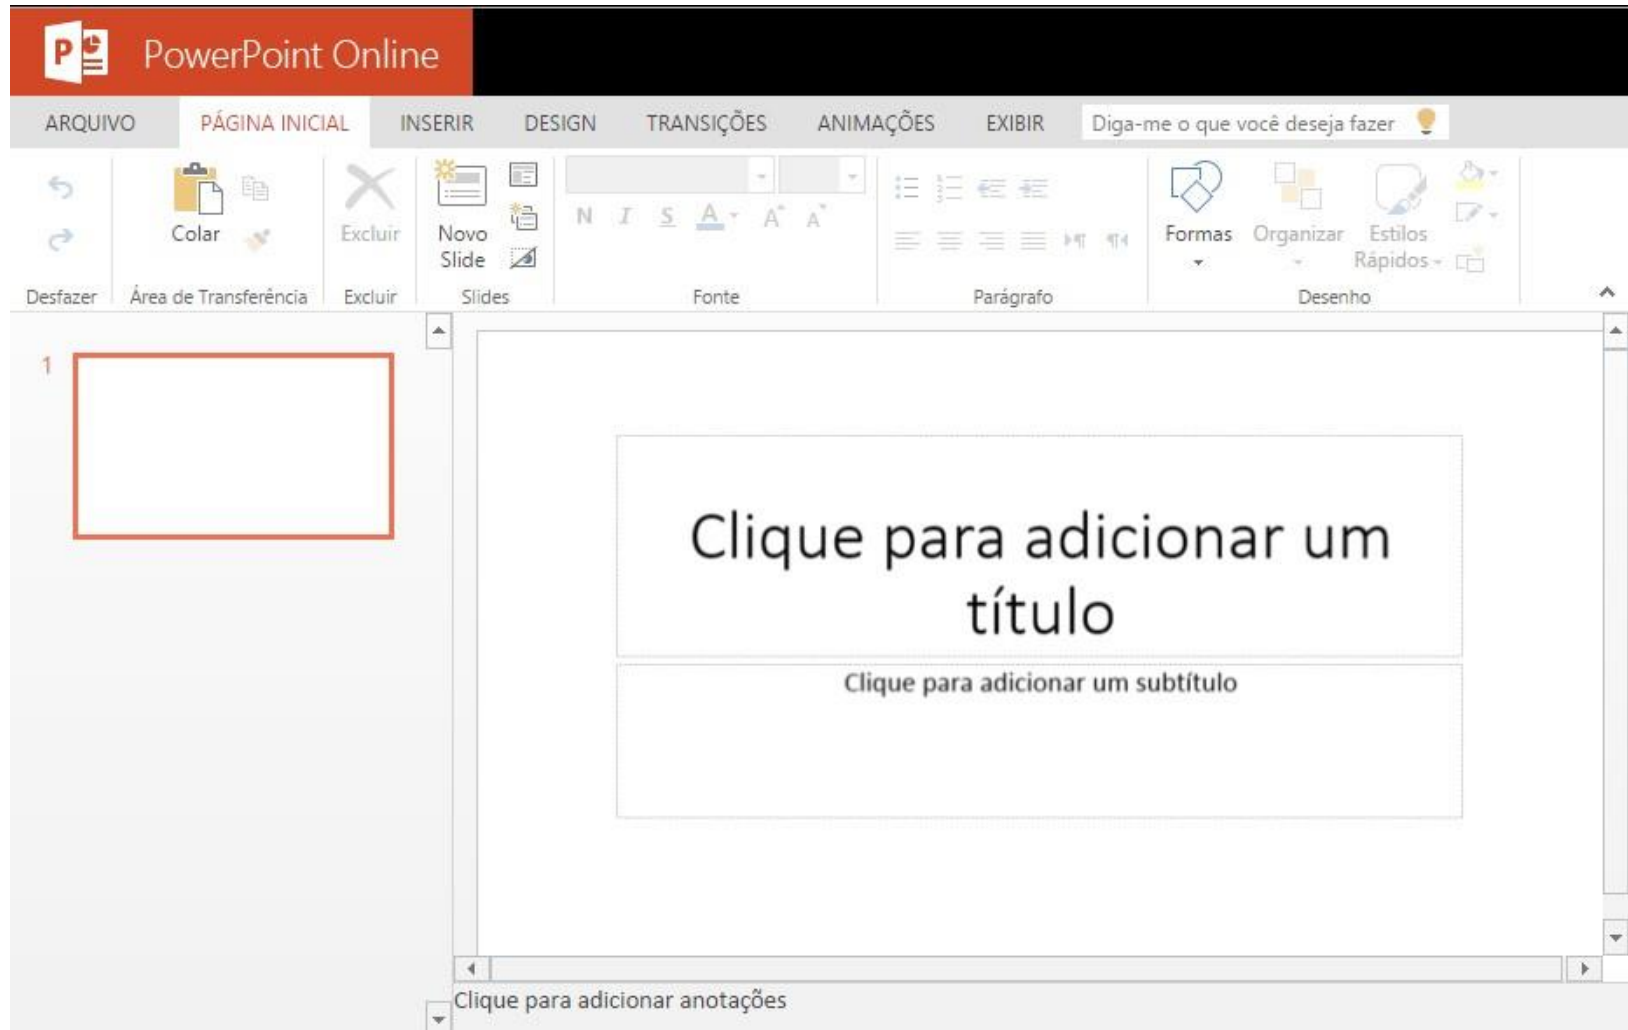 PowerPoint Online
ARQUIVO PÁGINA INICIAL INSERIR DESIGN TRANSIÇÕES ANIMAÇÕES EXIBIR Diga-me o que você deseja fazer
Colar Excluir Novo Slide N I S A A A Formas Organizar Estilos Rápidos
Desfazer Área de Transferência Excluir Slides Fonte Parágrafo Desenho
1
Clique para adicionar um
título
Clique para adicionar um subtítulo
Clique para adicionar anotações